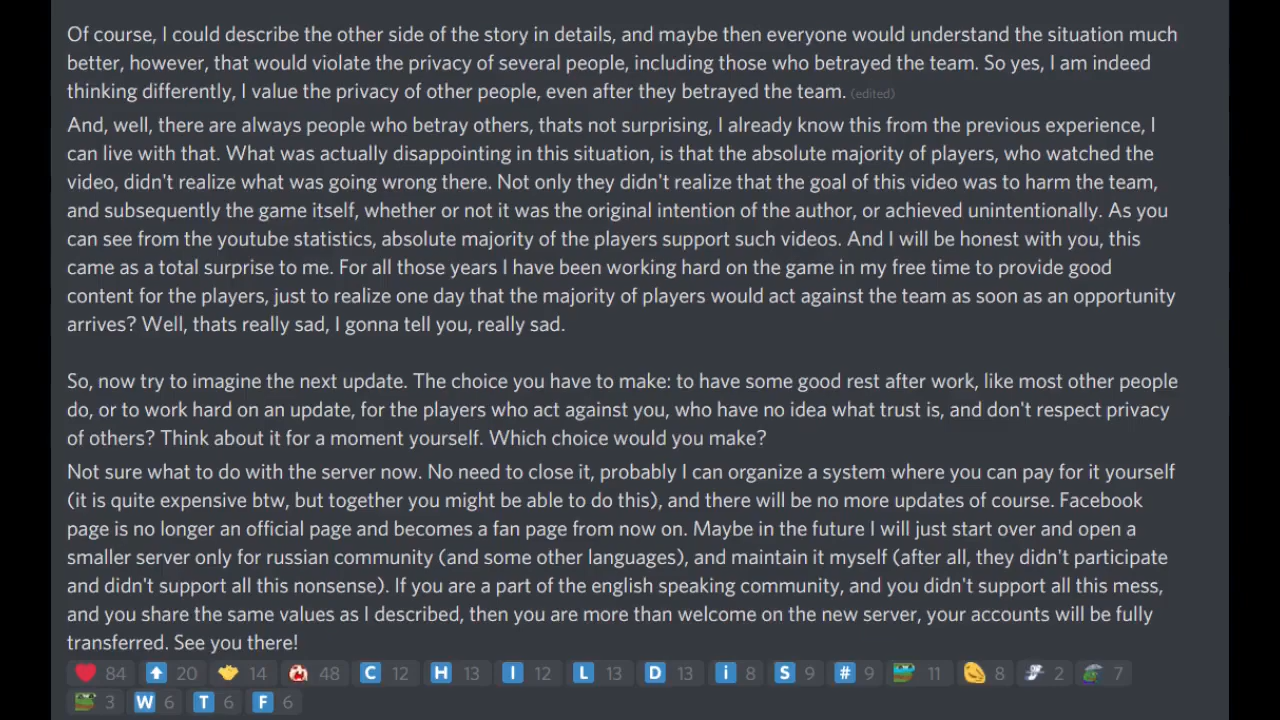 Of course, I could describe the other side of the story in details, and maybe then everyone would understand the situation much
better, however, that would violate the privacy of several people, including those who betrayed the team. So yes, I am indeed
thinking differently, I value the privacy of other people, even after they betrayed the team. (edited)
And, well, there are always people who betray others, thats not surprising, I already know this from the previous experience, I
can live with that. What was actually disappointing in this situation, is that the absolute majority of players, who watched the
video, didn't realize what was going wrong there. Not only they didn't realize that the goal of this video was to harm the team,
and subsequently the game itself, whether or not it was the original intention of the author, or achieved unintentionally. As you
can see from the youtube statistics, absolute majority of the players support such videos. And I will be honest with you, this
came as a total surprise to me. For all those years I have been working hard on the game in my free time to provide good
content for the players, just to realize one day that the majority of players would act against the team as soon as an opportunity
arrives? Well, thats really sad, I gonna tell you, really sad.
So, now try to imagine the next update. The choice you have to make: to have some good rest after work, like most other people
do, or to work hard on an update, for the players who act against you, who have no idea what trust is, and don't respect privacy
of others? Think about it for a moment yourself. Which choice would you make?
Not sure what to do with the server now. No need to close it, probably I can organize a system where you can pay for it yourself
(it is quite expensive btw, but together you might be able to do this), and there will be no more updates of course. Facebook
page is no longer an official page and becomes a fan page from now on. Maybe in the future I will just start over and open a
smaller server only for russian community (and some other languages), and maintain it myself (after all, they didn't participate
and didn't support all this nonsense). If you are a part of the english speaking community, and you didn't support all this mess,
and you share the same values as I described, then you are more than welcome on the new server, your accounts will be fully
transferred. See you there!
84 20 14 48 C 12 H 13 I 12 L 13 D 13 i 8 S 9 # 9 11 8 2 7
3 W 6 T 6 F 6